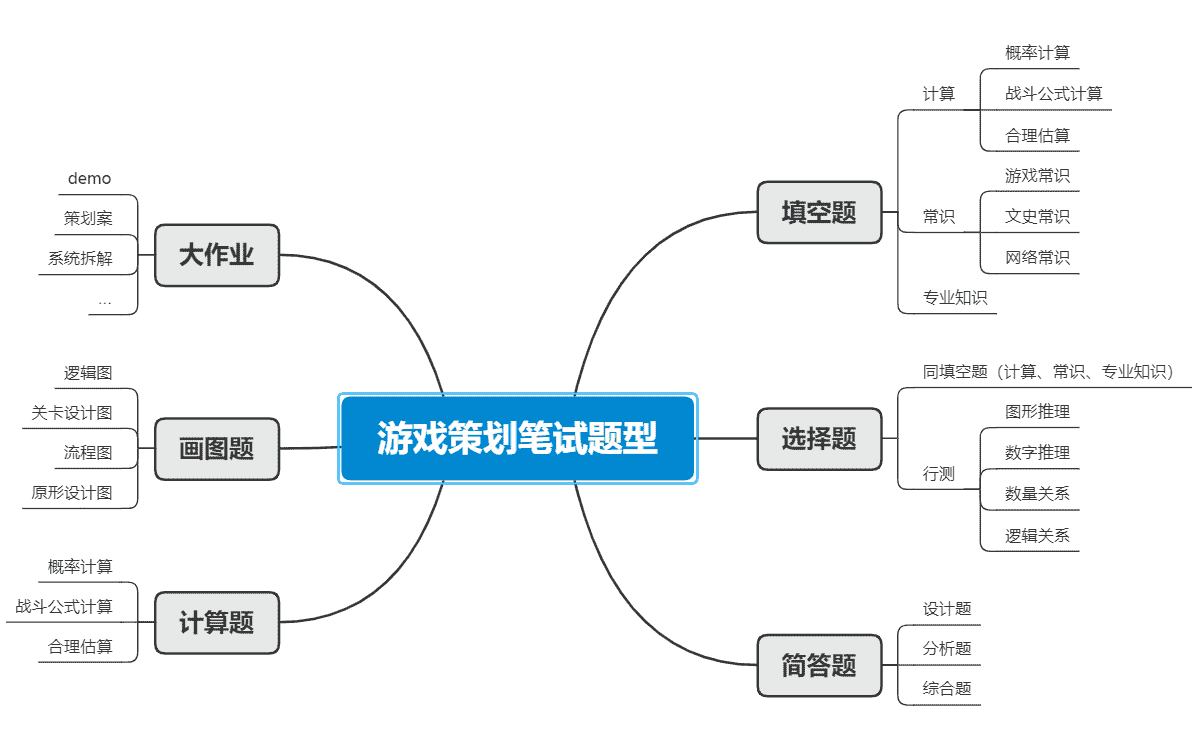 游戏策划笔试题型
填空题
计算
概率计算
战斗公式计算
合理估算
常识
游戏常识
文史常识
网络常识
专业知识
选择题
同填空题（计算、常识、专业知识）
行测
图形推理
数字推理
数量关系
逻辑关系
简答题
设计题
分析题
综合题
大作业
demo
策划案
系统拆解
...
画图题
逻辑图
关卡设计图
流程图
原形设计图
计算题
概率计算
战斗公式计算
合理估算